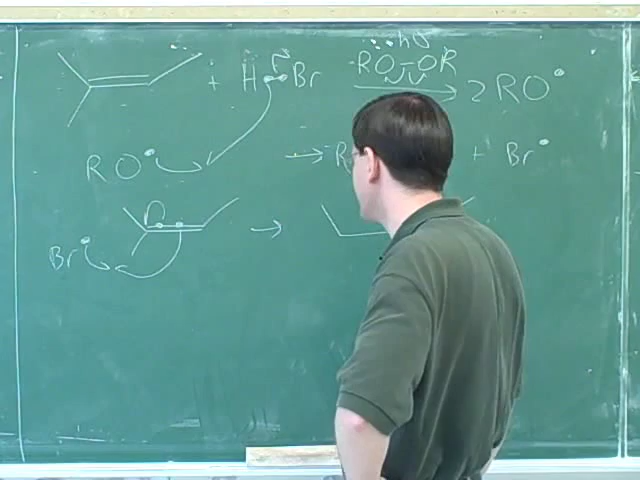 + H Br hν RO-OR → 2 RO•
RO• → R + Br•
Br• →